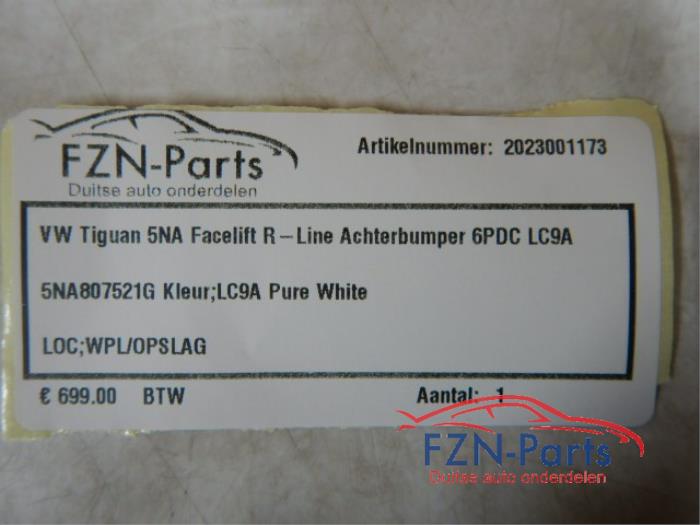 FZN-Parts
Duitse auto onderdelen
Artikelnummer: 2023001173
VW Tiguan 5NA Facelift R-Line Achterbumper 6PDC LC9A
5NA807521G Kleur;LC9A Pure White
LOC;WPL/OPSLAG
€ 699.00 BTW Aantal: 1
FZN-Parts
Duitse auto onderdelen